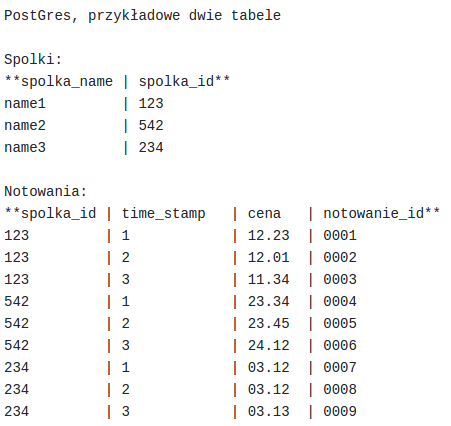 PostGres, przykładowe dwie tabele
Spolki:
**spolka_name | spolka_id**
name1         | 123
name2         | 542
name3         | 234
Notowania:
**spolka_id | time_stamp   | cena   | notowanie_id**
123         | 1            | 12.23  | 0001
123         | 2            | 12.01  | 0002
123         | 3            | 11.34  | 0003
542         | 1            | 23.34  | 0004
542         | 2            | 23.45  | 0005
542         | 3            | 24.12  | 0006
234         | 1            | 03.12  | 0007
234         | 2            | 03.12  | 0008
234         | 3            | 03.13  | 0009